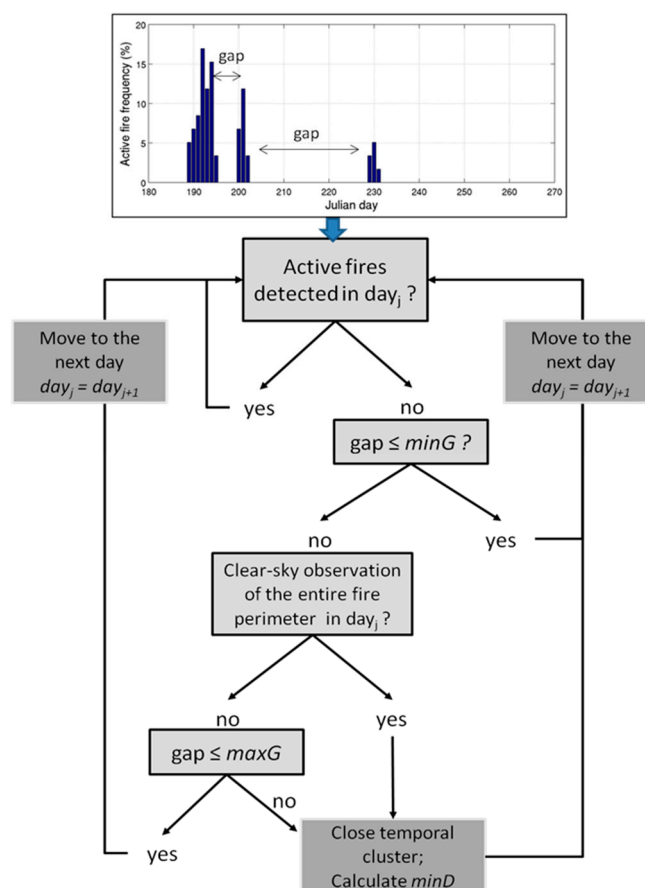 20
15
10
5
0
Active fire frequency (%)
gap
gap
180 190 200 210 220 230 240 250 260 270
Julian day
Active fires
detected in dayj ?
Move to the
next day
dayj = dayj+1
Move to the
next day
dayj = dayj+1
yes
no
gap ≤ minG ?
no
yes
Clear-sky observation
of the entire fire
perimeter in dayj ?
no
yes
gap ≤ maxG
no
yes
Close temporal
cluster;
Calculate minD